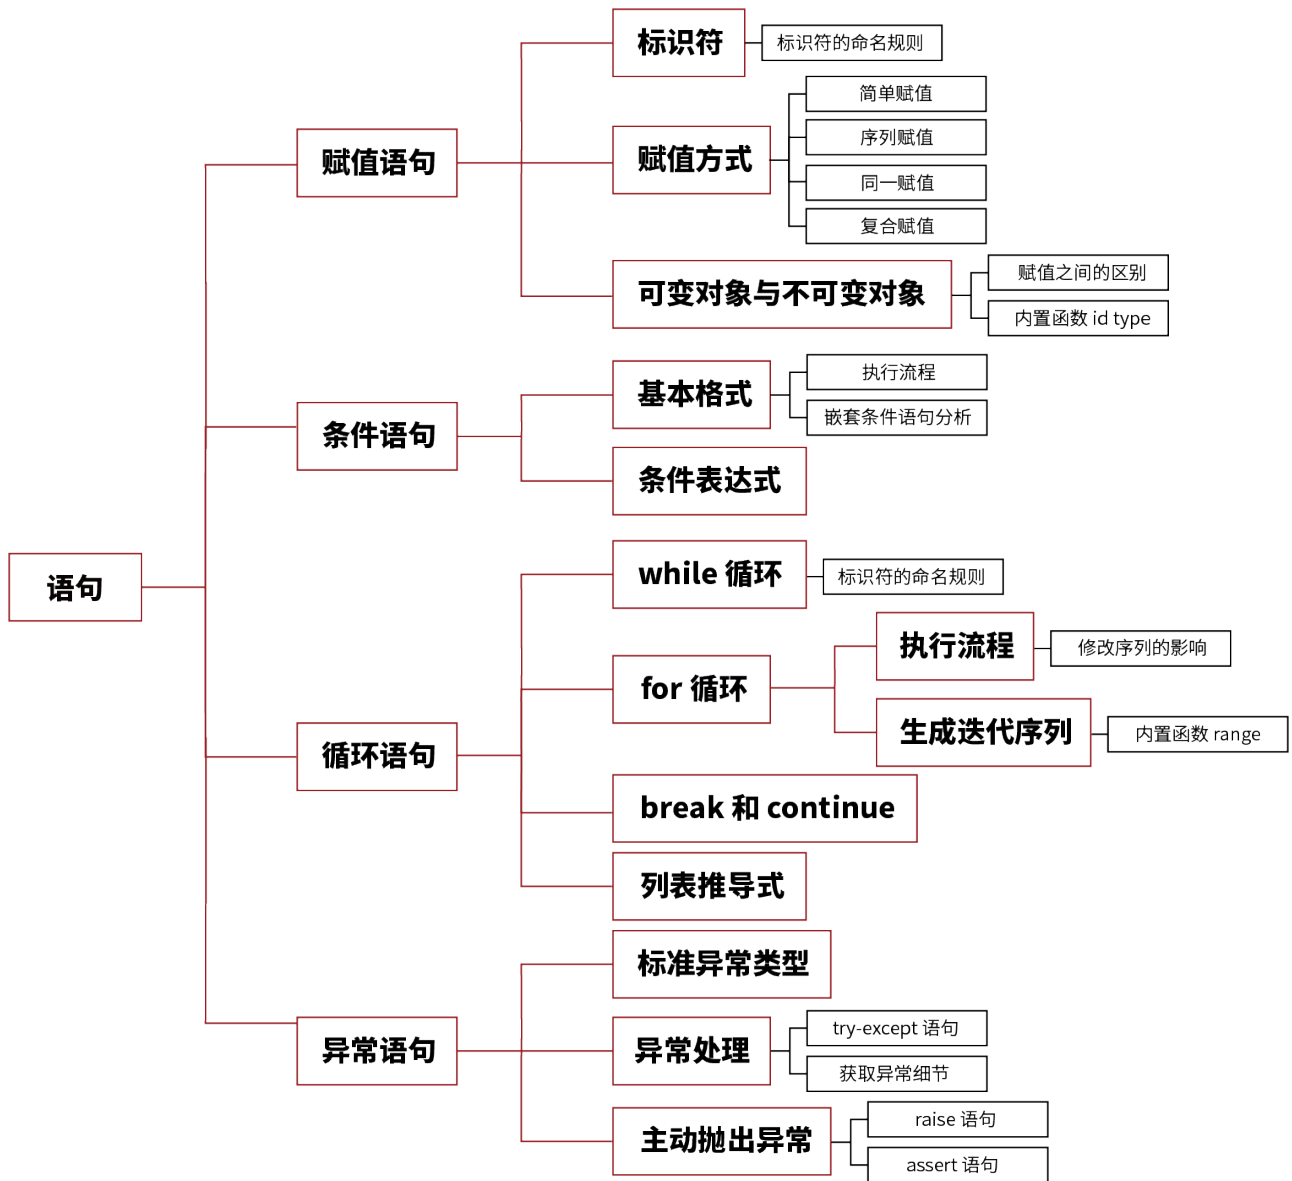 语句
赋值语句
标识符
标识符的命名规则
赋值方式
简单赋值
序列赋值
同一赋值
复合赋值
可变对象与不可变对象
赋值之间的区别
内置函数 id type
条件语句
基本格式
执行流程
嵌套条件语句分析
条件表达式
循环语句
while 循环
标识符的命名规则
for 循环
执行流程
修改序列的影响
生成迭代序列
内置函数 range
break 和 continue
列表推导式
异常语句
标准异常类型
异常处理
try-except 语句
获取异常细节
主动抛出异常
raise 语句
assert 语句